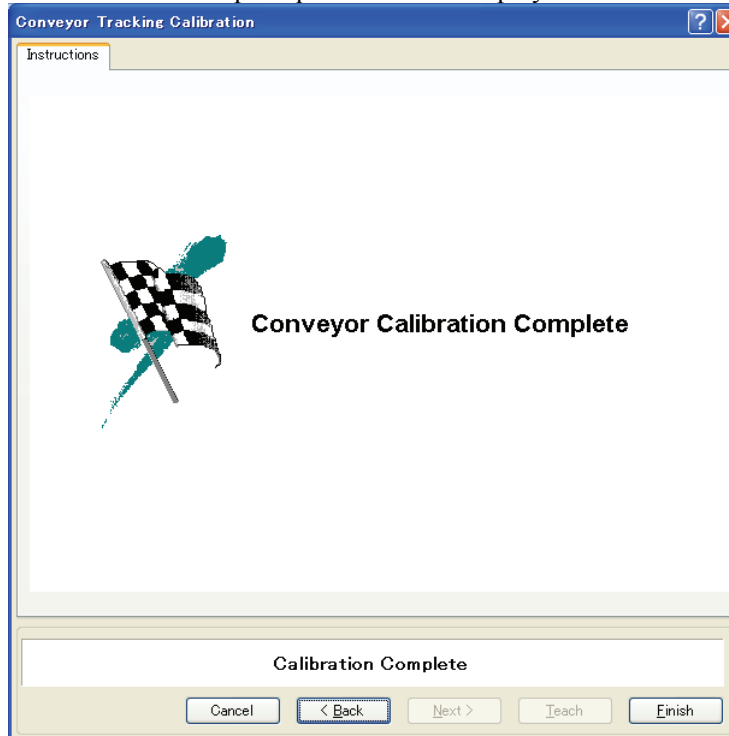 Conveyor Tracking Calibration
Instructions
Conveyor Calibration Complete
Calibration Complete
Cancel < Back Next > Teach Finish